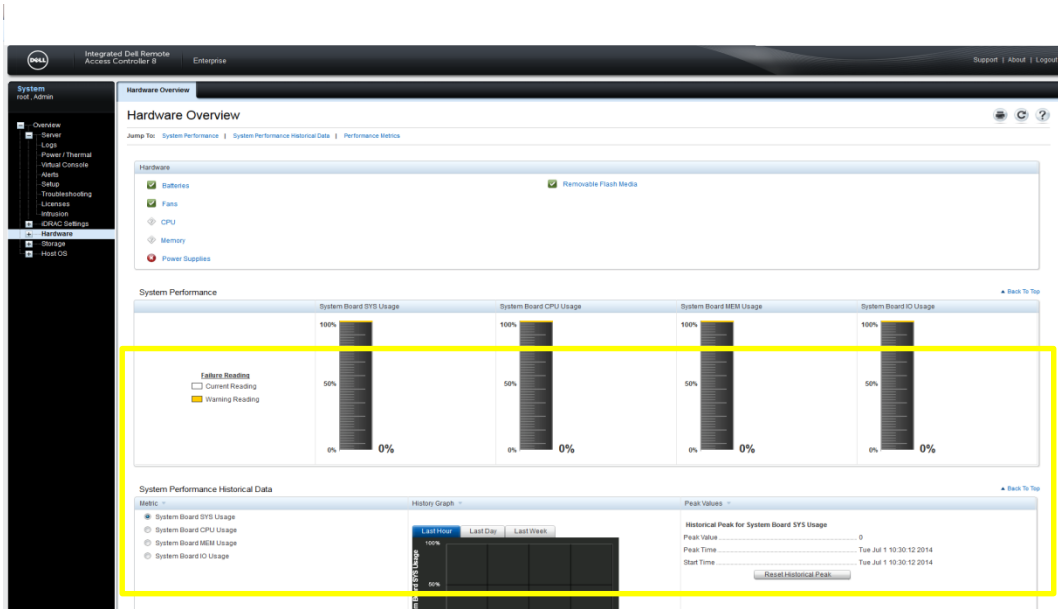 DELL
Integrated Dell Remote
Access Controller 8
Enterprise
Support | About | Logout
System
root , Admin
Overview
Server
Logs
Power / Thermal
Virtual Console
Alerts
Setup
Troubleshooting
Licenses
Intrusion
iDRAC Settings
Hardware
Storage
Host OS
Hardware Overview
Hardware Overview
Jump To: System Performance | System Performance Historical Data | Performance Metrics
Hardware
Batteries
Removable Flash Media
Fans
CPU
Memory
Power Supplies
System Performance
Back To Top
System Board SYS Usage
System Board CPU Usage
System Board MEM Usage
System Board IO Usage
100%
100%
100%
100%
Failure Reading
Current Reading
Warning Reading
50%
50%
50%
50%
0% 0%
0% 0%
0% 0%
0% 0%
System Performance Historical Data
Back To Top
Metric
System Board SYS Usage
System Board CPU Usage
System Board MEM Usage
System Board IO Usage
History Graph
Last Hour
Last Day
Last Week
100%
50%
Board SYS Usage
Peak Values
Historical Peak for System Board SYS Usage
Peak Value 0
Peak Time Tue Jul 1 10:30:12 2014
Start Time Tue Jul 1 10:30:12 2014
Reset Historical Peak